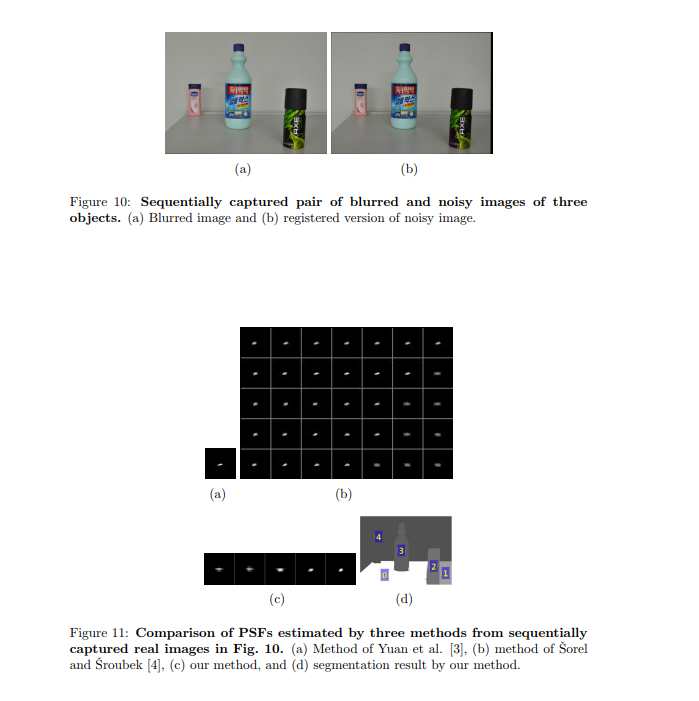 AXE
AXE
(a)
(b)
Figure 10: Sequentially captured pair of blurred and noisy images of three
objects. (a) Blurred image and (b) registered version of noisy image.
(a)
(b)
4
3
2
1
0
(c)
(d)
Figure 11: Comparison of PSFs estimated by three methods from sequentially
captured real images in Fig. 10. (a) Method of Yuan et al. [3], (b) method of Šorel
and Šroubek [4], (c) our method, and (d) segmentation result by our method.